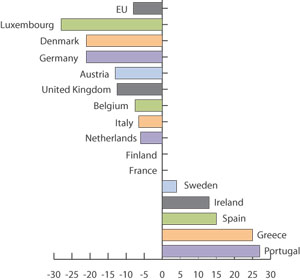 EU
Luxembourg
Denmark
Germany
Austria
United Kingdom
Belgium
Italy
Netherlands
Finland
France
Sweden
Ireland
Spain
Greece
Portugal
-30 -25 -20 -15 -10 -5 0 5 10 15 20 25 30